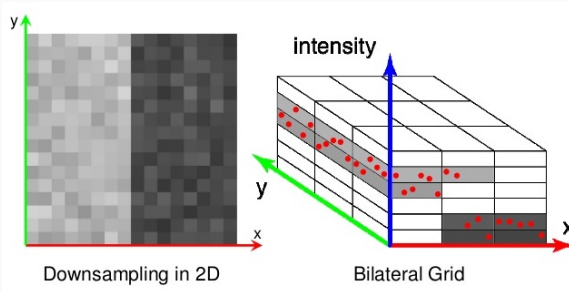 y
x
Downsampling in 2D
intensity
y
x
Bilateral Grid